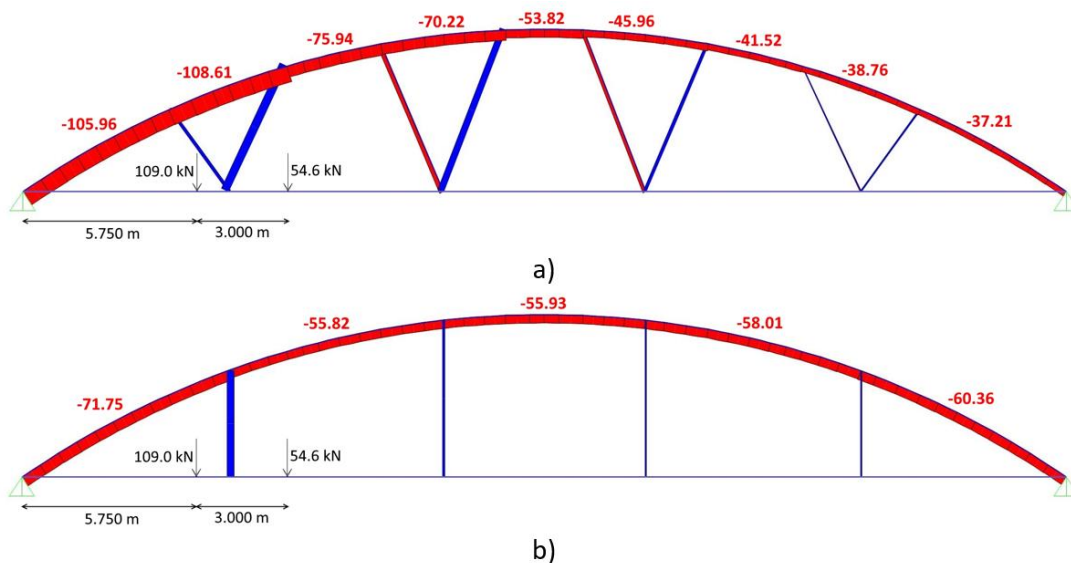 -70.22 -53.82 -45.96
-75.94 -41.52
-108.61 -38.76
-105.96 -37.21
109.0 kN 54.6 kN
5.750 m 3.000 m
a)
-55.93
-55.82 -58.01
-71.75 -60.36
109.0 kN 54.6 kN
5.750 m 3.000 m
b)